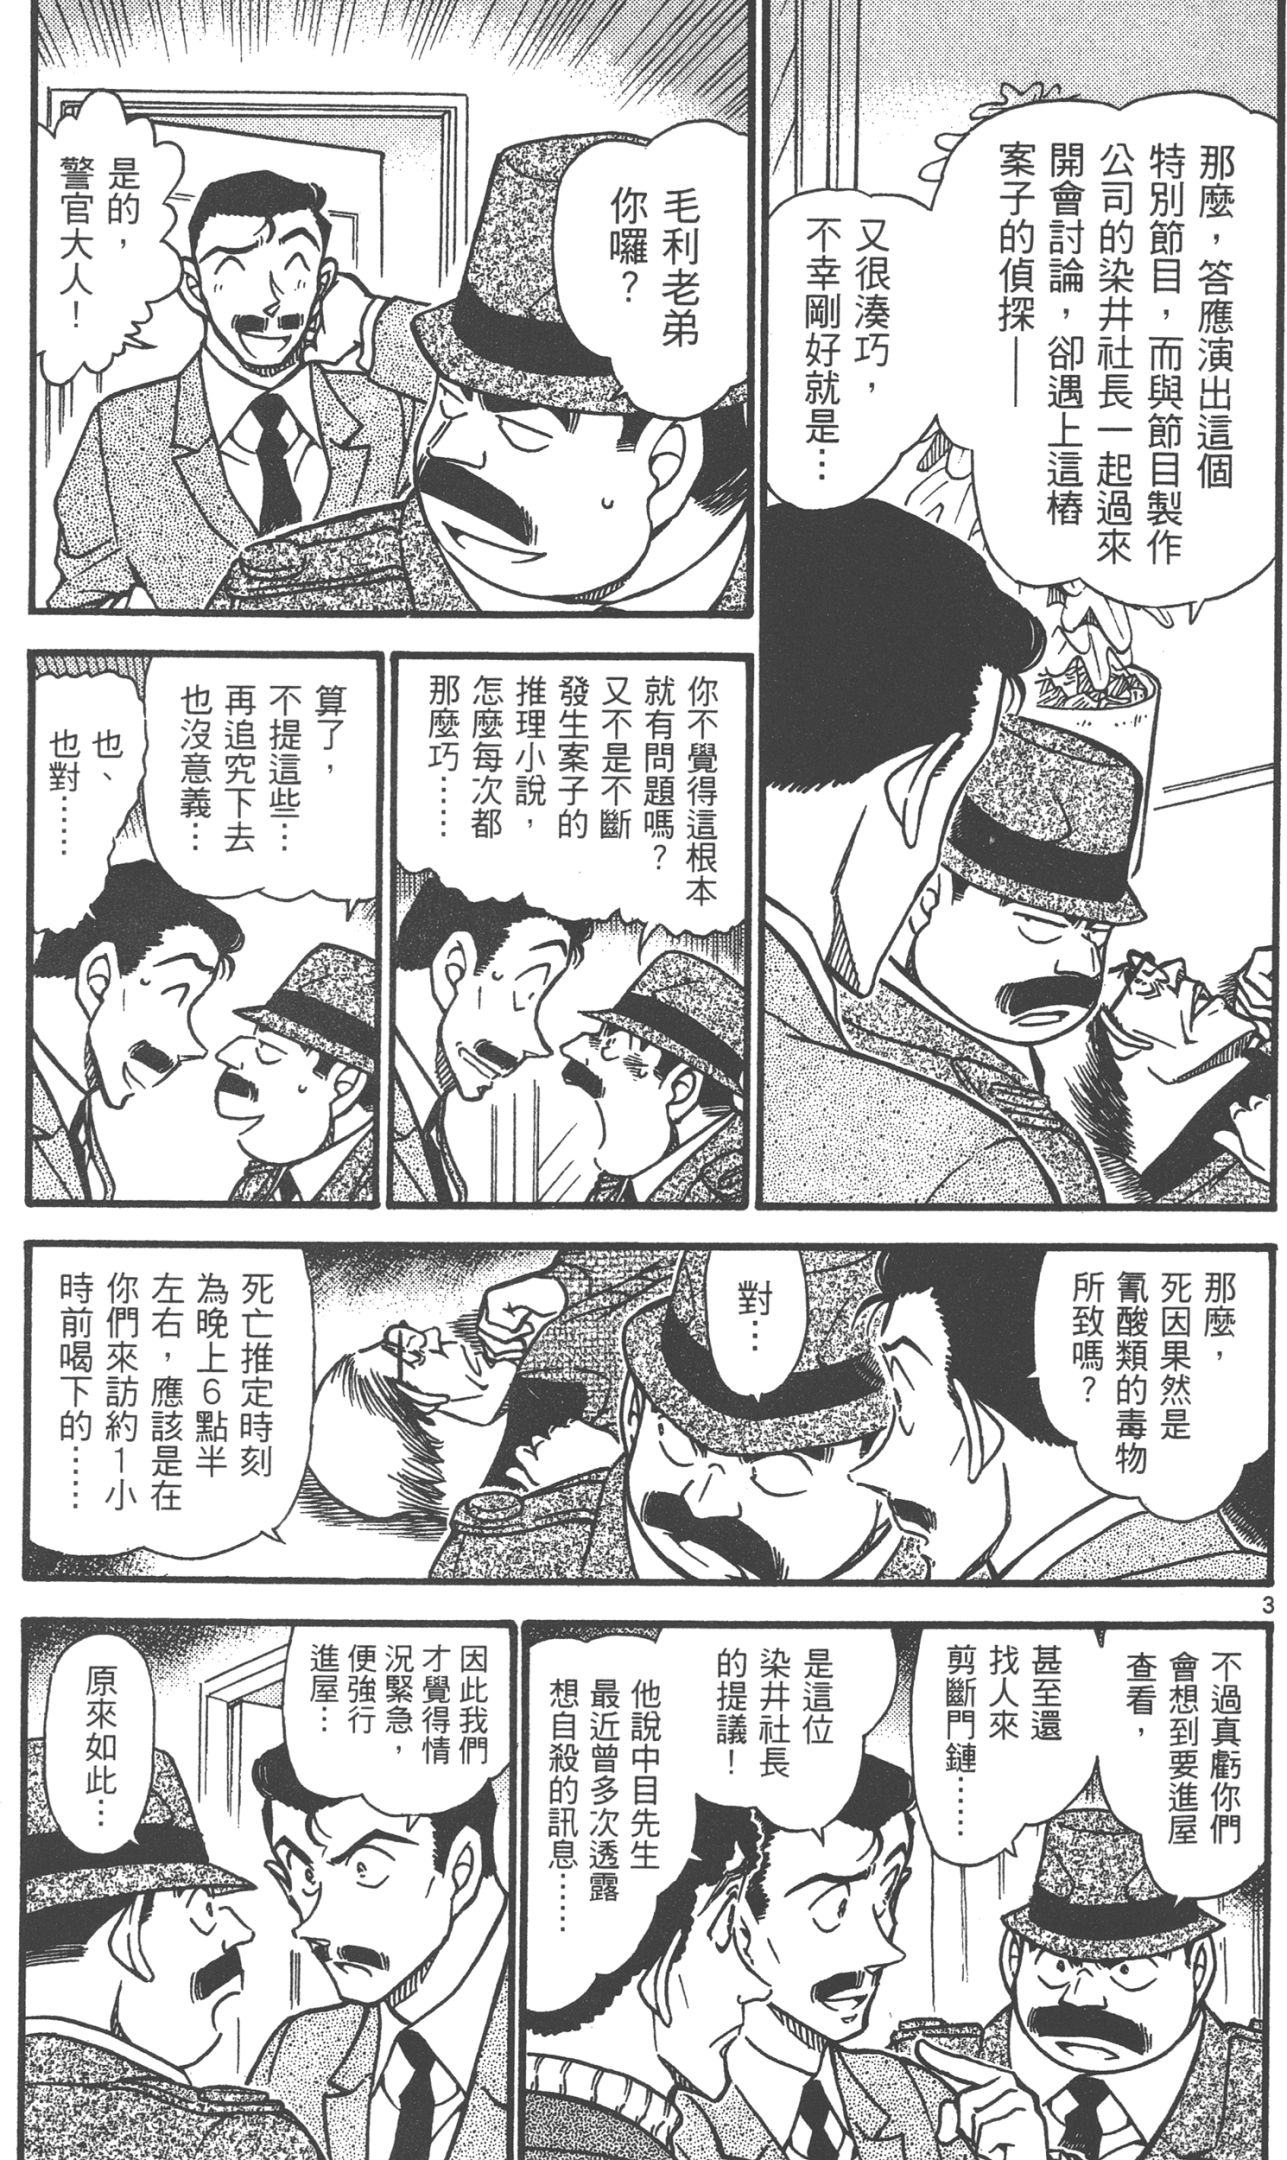 那麼，答應演出這個
特別節目，而與節目製作
公司的染井社長一起過來
開會討論，卻遇上這樁
案子的偵探——
又很湊巧，
不幸剛好就是…
毛利老弟
你囉？
是的，
警官大人！
你不覺得這根本
就有問題嗎？
又不是不斷
發生案子的
推理小說，
怎麼每次都
那麼巧……
算了，
不提這些…
再追究下去
也沒意義…
也、
也對……
那麼，
死因果然是
氰酸類的毒物
所致嗎？
對…
死亡推定時刻
為晚上6點半
左右，應該是在
你們來訪約1小
時前喝下的……
3
不過真虧你們
會想到要進屋
查看，
甚至還
找人來
剪斷門鏈……
是這位
染井社長
的提議！
他說中目先生
最近曾多次透露
想自殺的訊息……
因此我們
才覺得情
況緊急，
便強行
進屋…
原來如此…